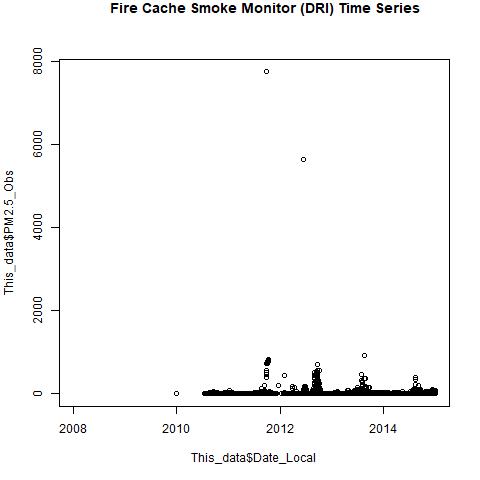 Fire Cache Smoke Monitor (DRI) Time Series
8000
6000
4000
2000
0
This_data$PM2.5_Obs
2008 2010 2012 2014
This_data$Date_Local